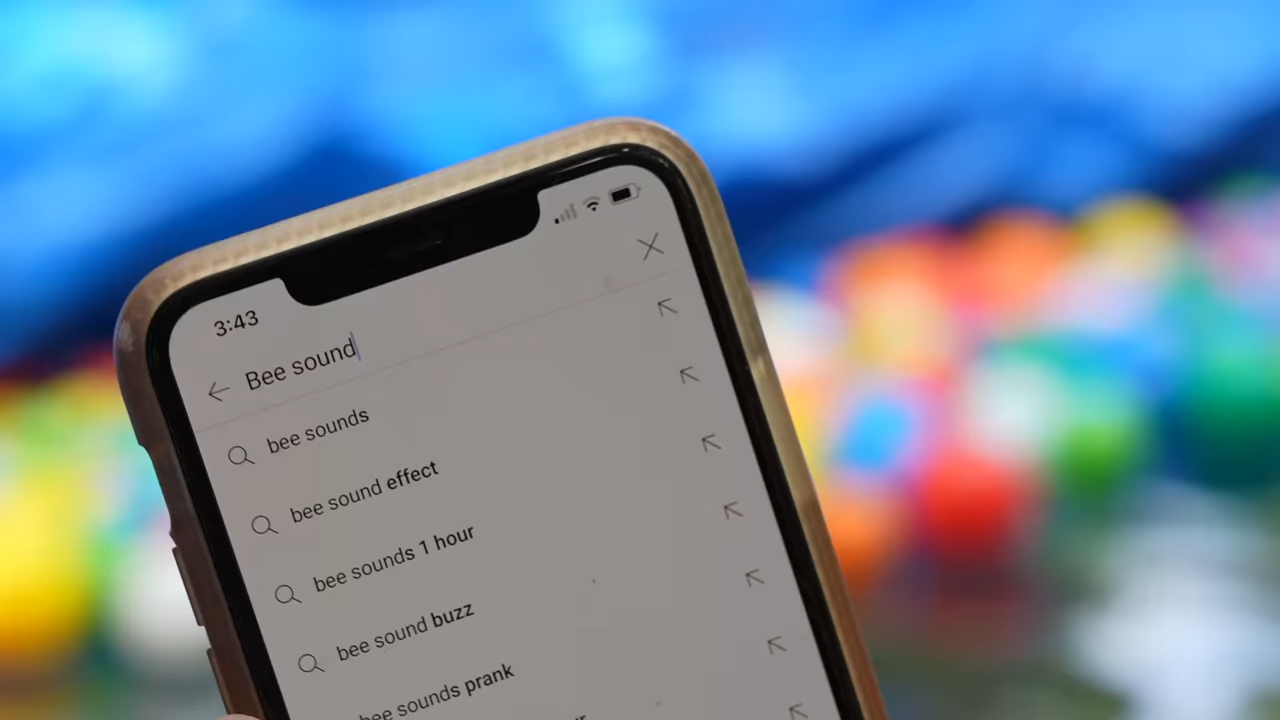 3:43
Bee sound
bee sounds
bee sound effect
bee sounds 1 hour
bee sound buzz
bee sounds prank